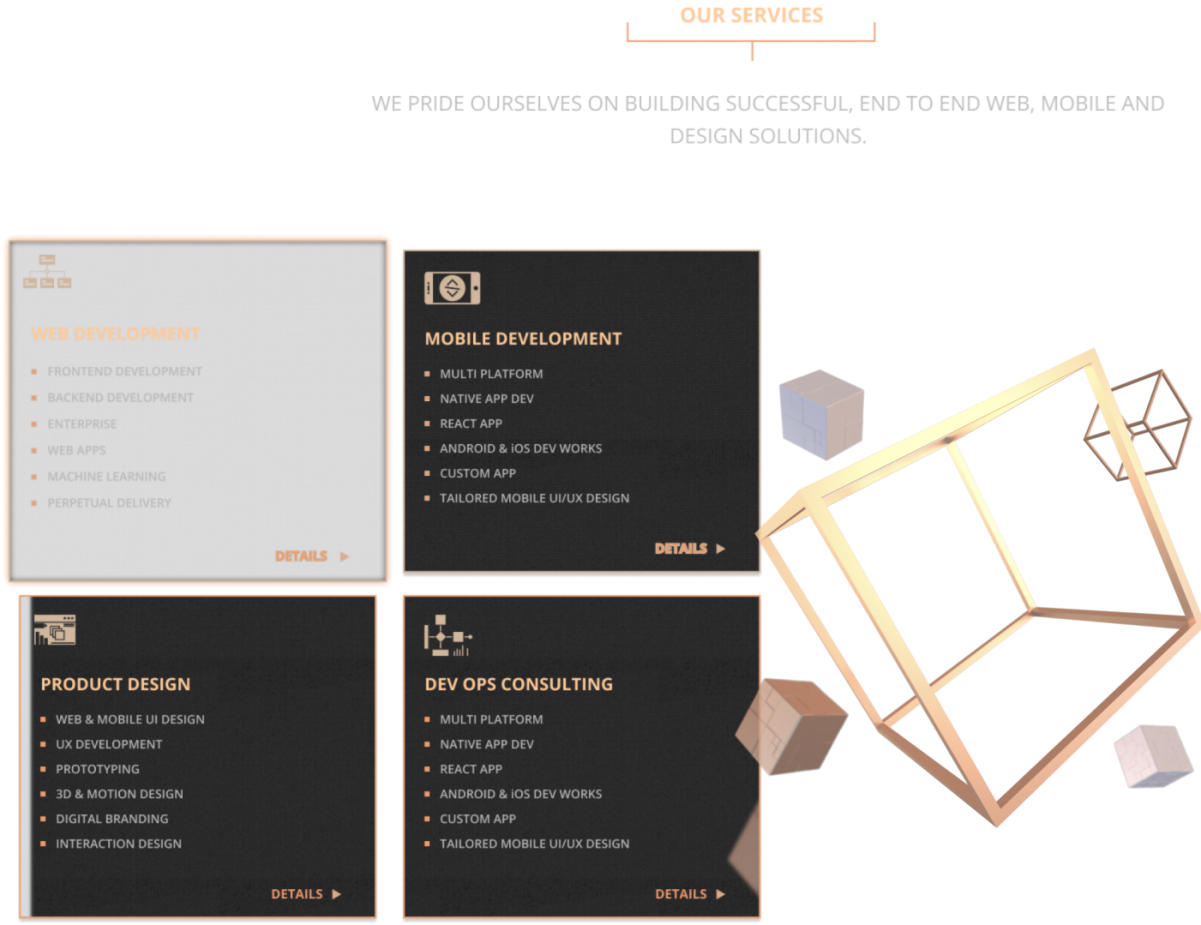 OUR SERVICES
WE PRIDE OURSELVES ON BUILDING SUCCESSFUL, END TO END WEB, MOBILE AND
DESIGN SOLUTIONS.
WEB DEVELOPMENT
FRONTEND DEVELOPMENT
BACKEND DEVELOPMENT
ENTERPRISE
WEB APPS
MACHINE LEARNING
PERPETUAL DELIVERY
DETAILS
MOBILE DEVELOPMENT
MULTI PLATFORM
NATIVE APP DEV
REACT APP
ANDROID & iOS DEV WORKS
CUSTOM APP
TAILORED MOBILE UI/UX DESIGN
DETAILS
PRODUCT DESIGN
WEB & MOBILE UI DESIGN
UX DEVELOPMENT
PROTOTYPING
3D & MOTION DESIGN
DIGITAL BRANDING
INTERACTION DESIGN
DETAILS
DEV OPS CONSULTING
MULTI PLATFORM
NATIVE APP DEV
REACT APP
ANDROID & iOS DEV WORKS
CUSTOM APP
TAILORED MOBILE UI/UX DESIGN
DETAILS